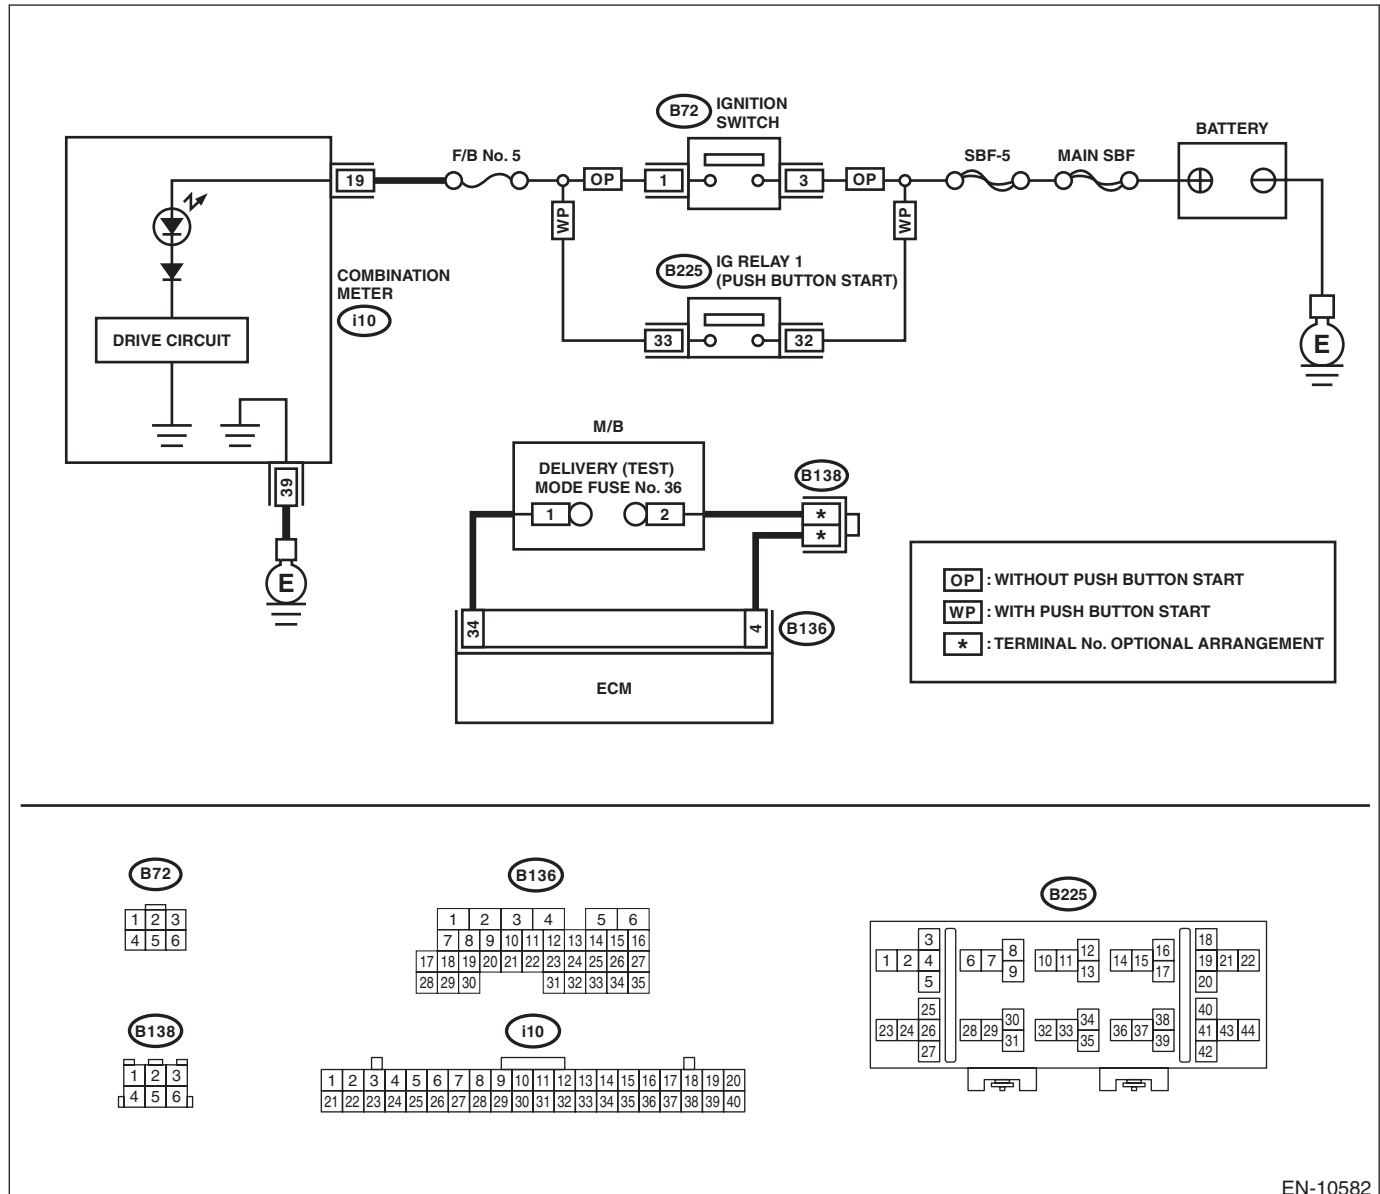 B72 IGNITION
SWITCH
BATTERY
F/B No. 5
SBF-5 MAIN SBF
19 OP 1 3 OP
WP WP
COMBINATION
METER
i10
B225 IG RELAY 1
(PUSH BUTTON START)
DRIVE CIRCUIT
33 32
E
39
E
M/B
DELIVERY (TEST)
MODE FUSE No. 36
1 2
B138
*
*
34 4 B136
ECM
OP : WITHOUT PUSH BUTTON START
WP : WITH PUSH BUTTON START
* : TERMINAL No. OPTIONAL ARRANGEMENT
B72
1 2 3
4 5 6
B136
1 2 3 4 5 6
7 8 9 10 11 12 13 14 15 16
17 18 19 20 21 22 23 24 25 26 27
28 29 30 31 32 33 34 35
B225
3 8 12 16 18
1 2 4 6 7 10 11 14 15 19 21 22
5 9 13 17 20
25 30 34 38 40
23 24 26 28 29 32 33 36 37 41 43 44
27 31 35 39 42
B138
1 2 3
4 5 6
i10
1 2 3 4 5 6 7 8 9 10 11 12 13 14 15 16 17 18 19 20
21 22 23 24 25 26 27 28 29 30 31 32 33 34 35 36 37 38 39 40
EN-10582